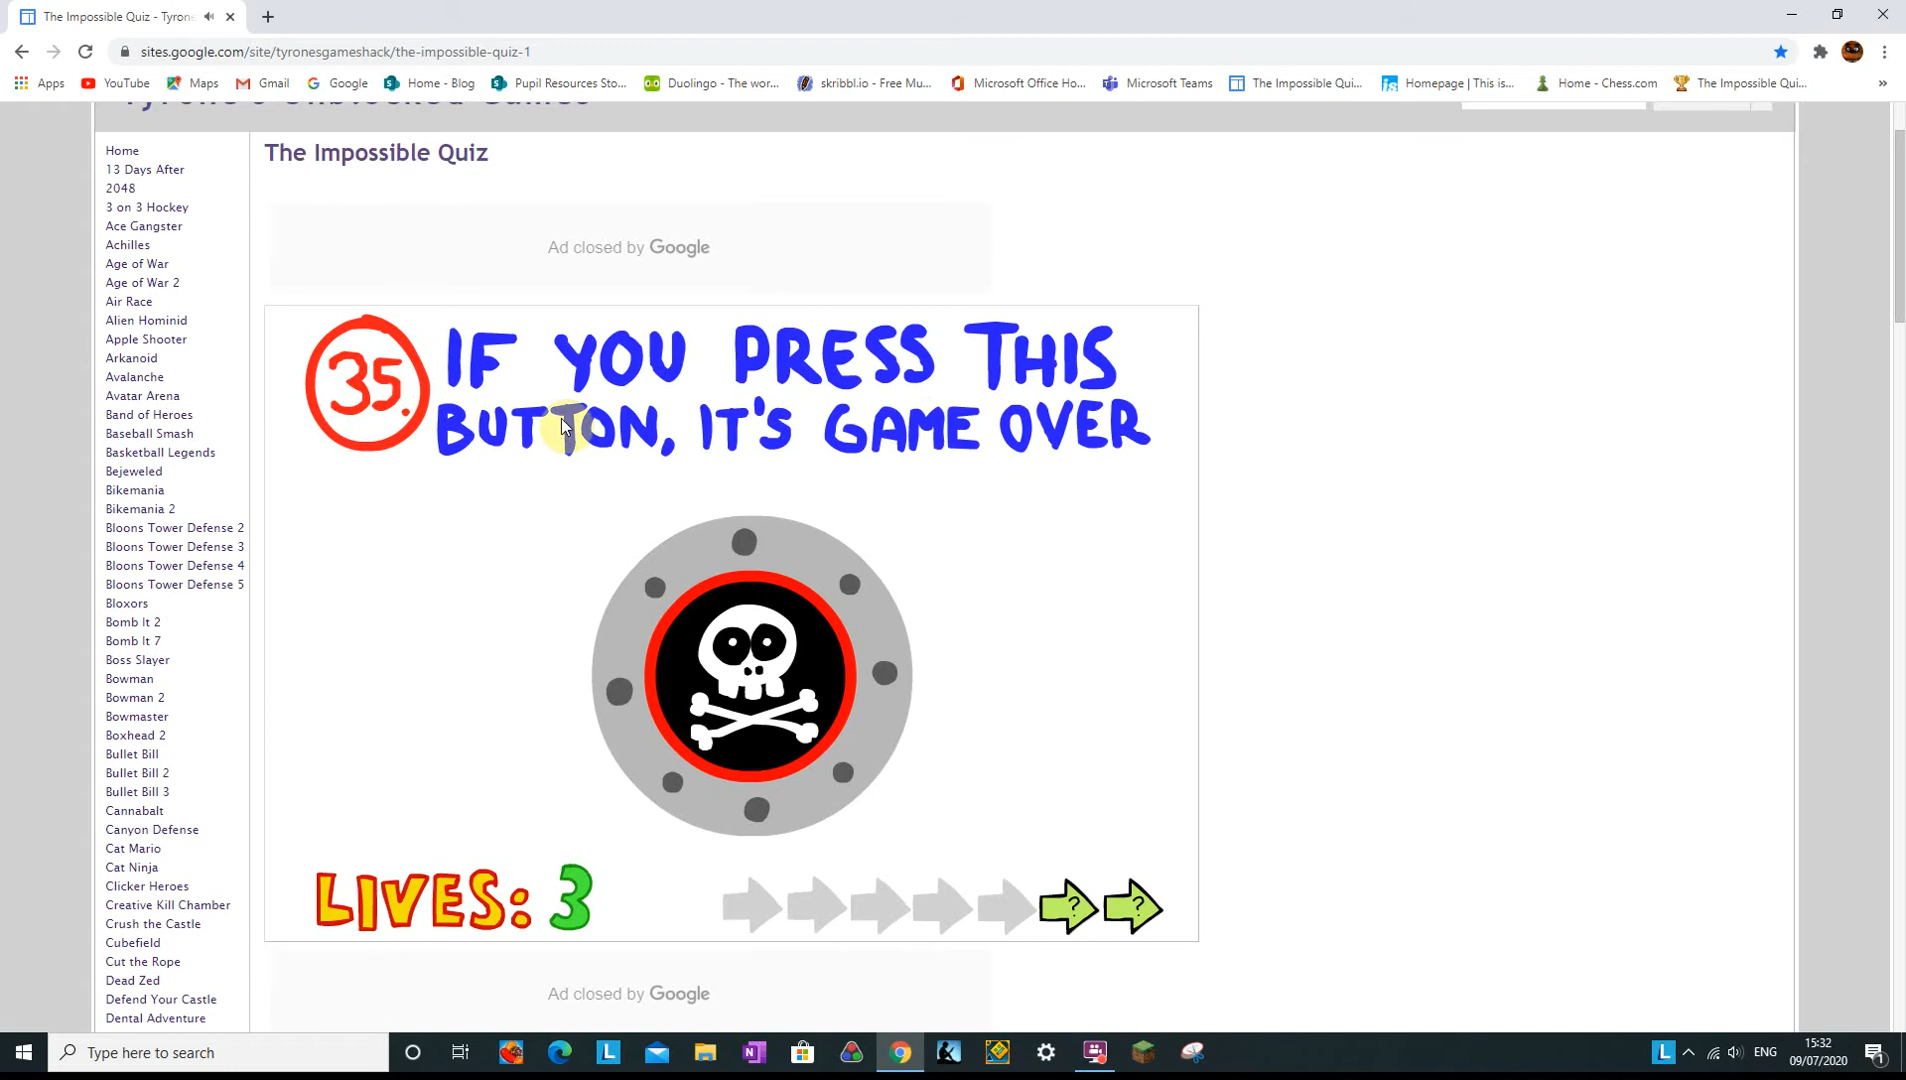 The Impossible Quiz - Tyrone
sites.google.com/site/tyronesgameshack/the-impossible-quiz-1
Apps YouTube Maps Gmail Google Home - Blog Pupil Resources Sto... Duolingo - The wor... skribbl.io - Free Mu... Microsoft Office Ho... Microsoft Teams The Impossible Qui... Homepage | This is... Home - Chess.com The Impossible Qui... »
Tyrone's Unblocked Games
Home
13 Days After
2048
3 on 3 Hockey
Ace Gangster
Achilles
Age of War
Age of War 2
Air Race
Alien Hominid
Apple Shooter
Arkanoid
Avalanche
Avatar Arena
Band of Heroes
Baseball Smash
Basketball Legends
Bejeweled
Bikemania
Bikemania 2
Bloons Tower Defense 2
Bloons Tower Defense 3
Bloons Tower Defense 4
Bloons Tower Defense 5
Bloxors
Bomb It 2
Bomb It 7
Boss Slayer
Bowman
Bowman 2
Bowmaster
Boxhead 2
Bullet Bill
Bullet Bill 2
Bullet Bill 3
Cannabalt
Canyon Defense
Cat Mario
Cat Ninja
Clicker Heroes
Creative Kill Chamber
Crush the Castle
Cubefield
Cut the Rope
Dead Zed
Defend Your Castle
Dental Adventure
The Impossible Quiz
Ad closed by Google
35. IF YOU PRESS THIS
BUTTON, IT'S GAME OVER
LIVES: 3
? ?
Ad closed by Google
Type here to search
ENG
15:32
09/07/2020
1